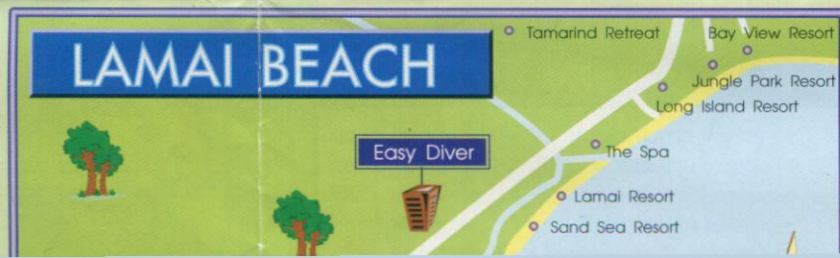 LAMAI BEACH
Tamarind Retreat
Bay View Resort
Jungle Park Resort
Long Island Resort
Easy Diver
The Spa
Lamai Resort
Sand Sea Resort